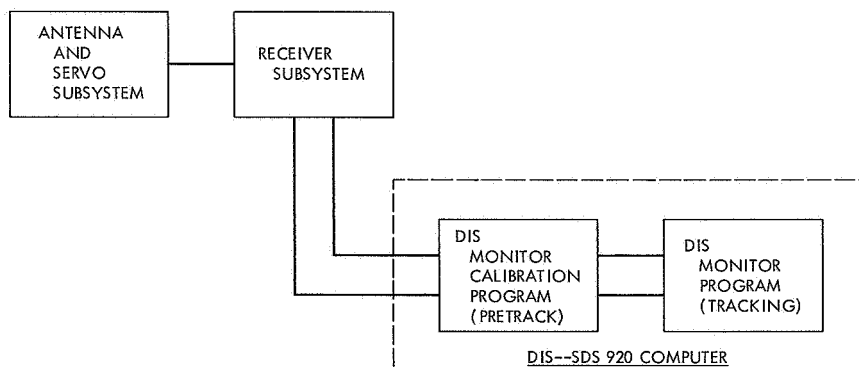 ANTENNA
AND
SERVO
SUBSYSTEM
RECEIVER
SUBSYSTEM
DIS
MONITOR
CALIBRATION
PROGRAM
(PRETRACK)
DIS
MONITOR
PROGRAM
(TRACKING)
DIS--SDS 920 COMPUTER